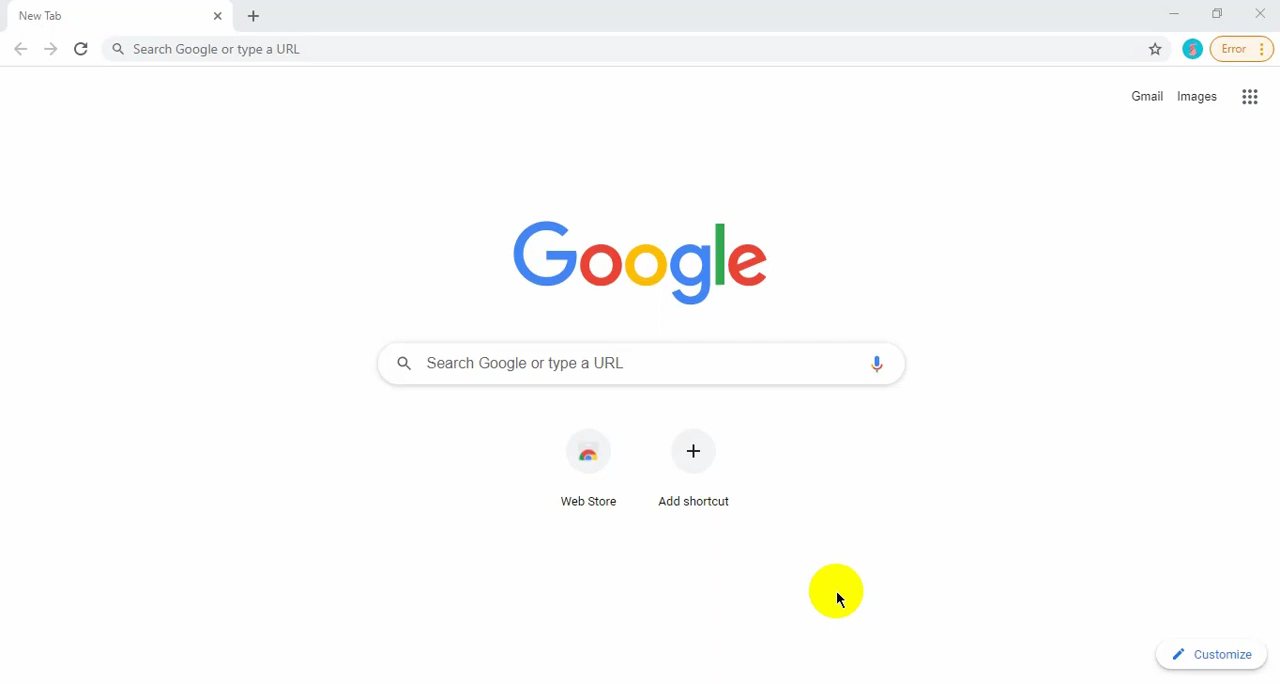 New Tab
Search Google or type a URL
Error
Gmail Images
Google
Search Google or type a URL
Web Store Add shortcut
Customize